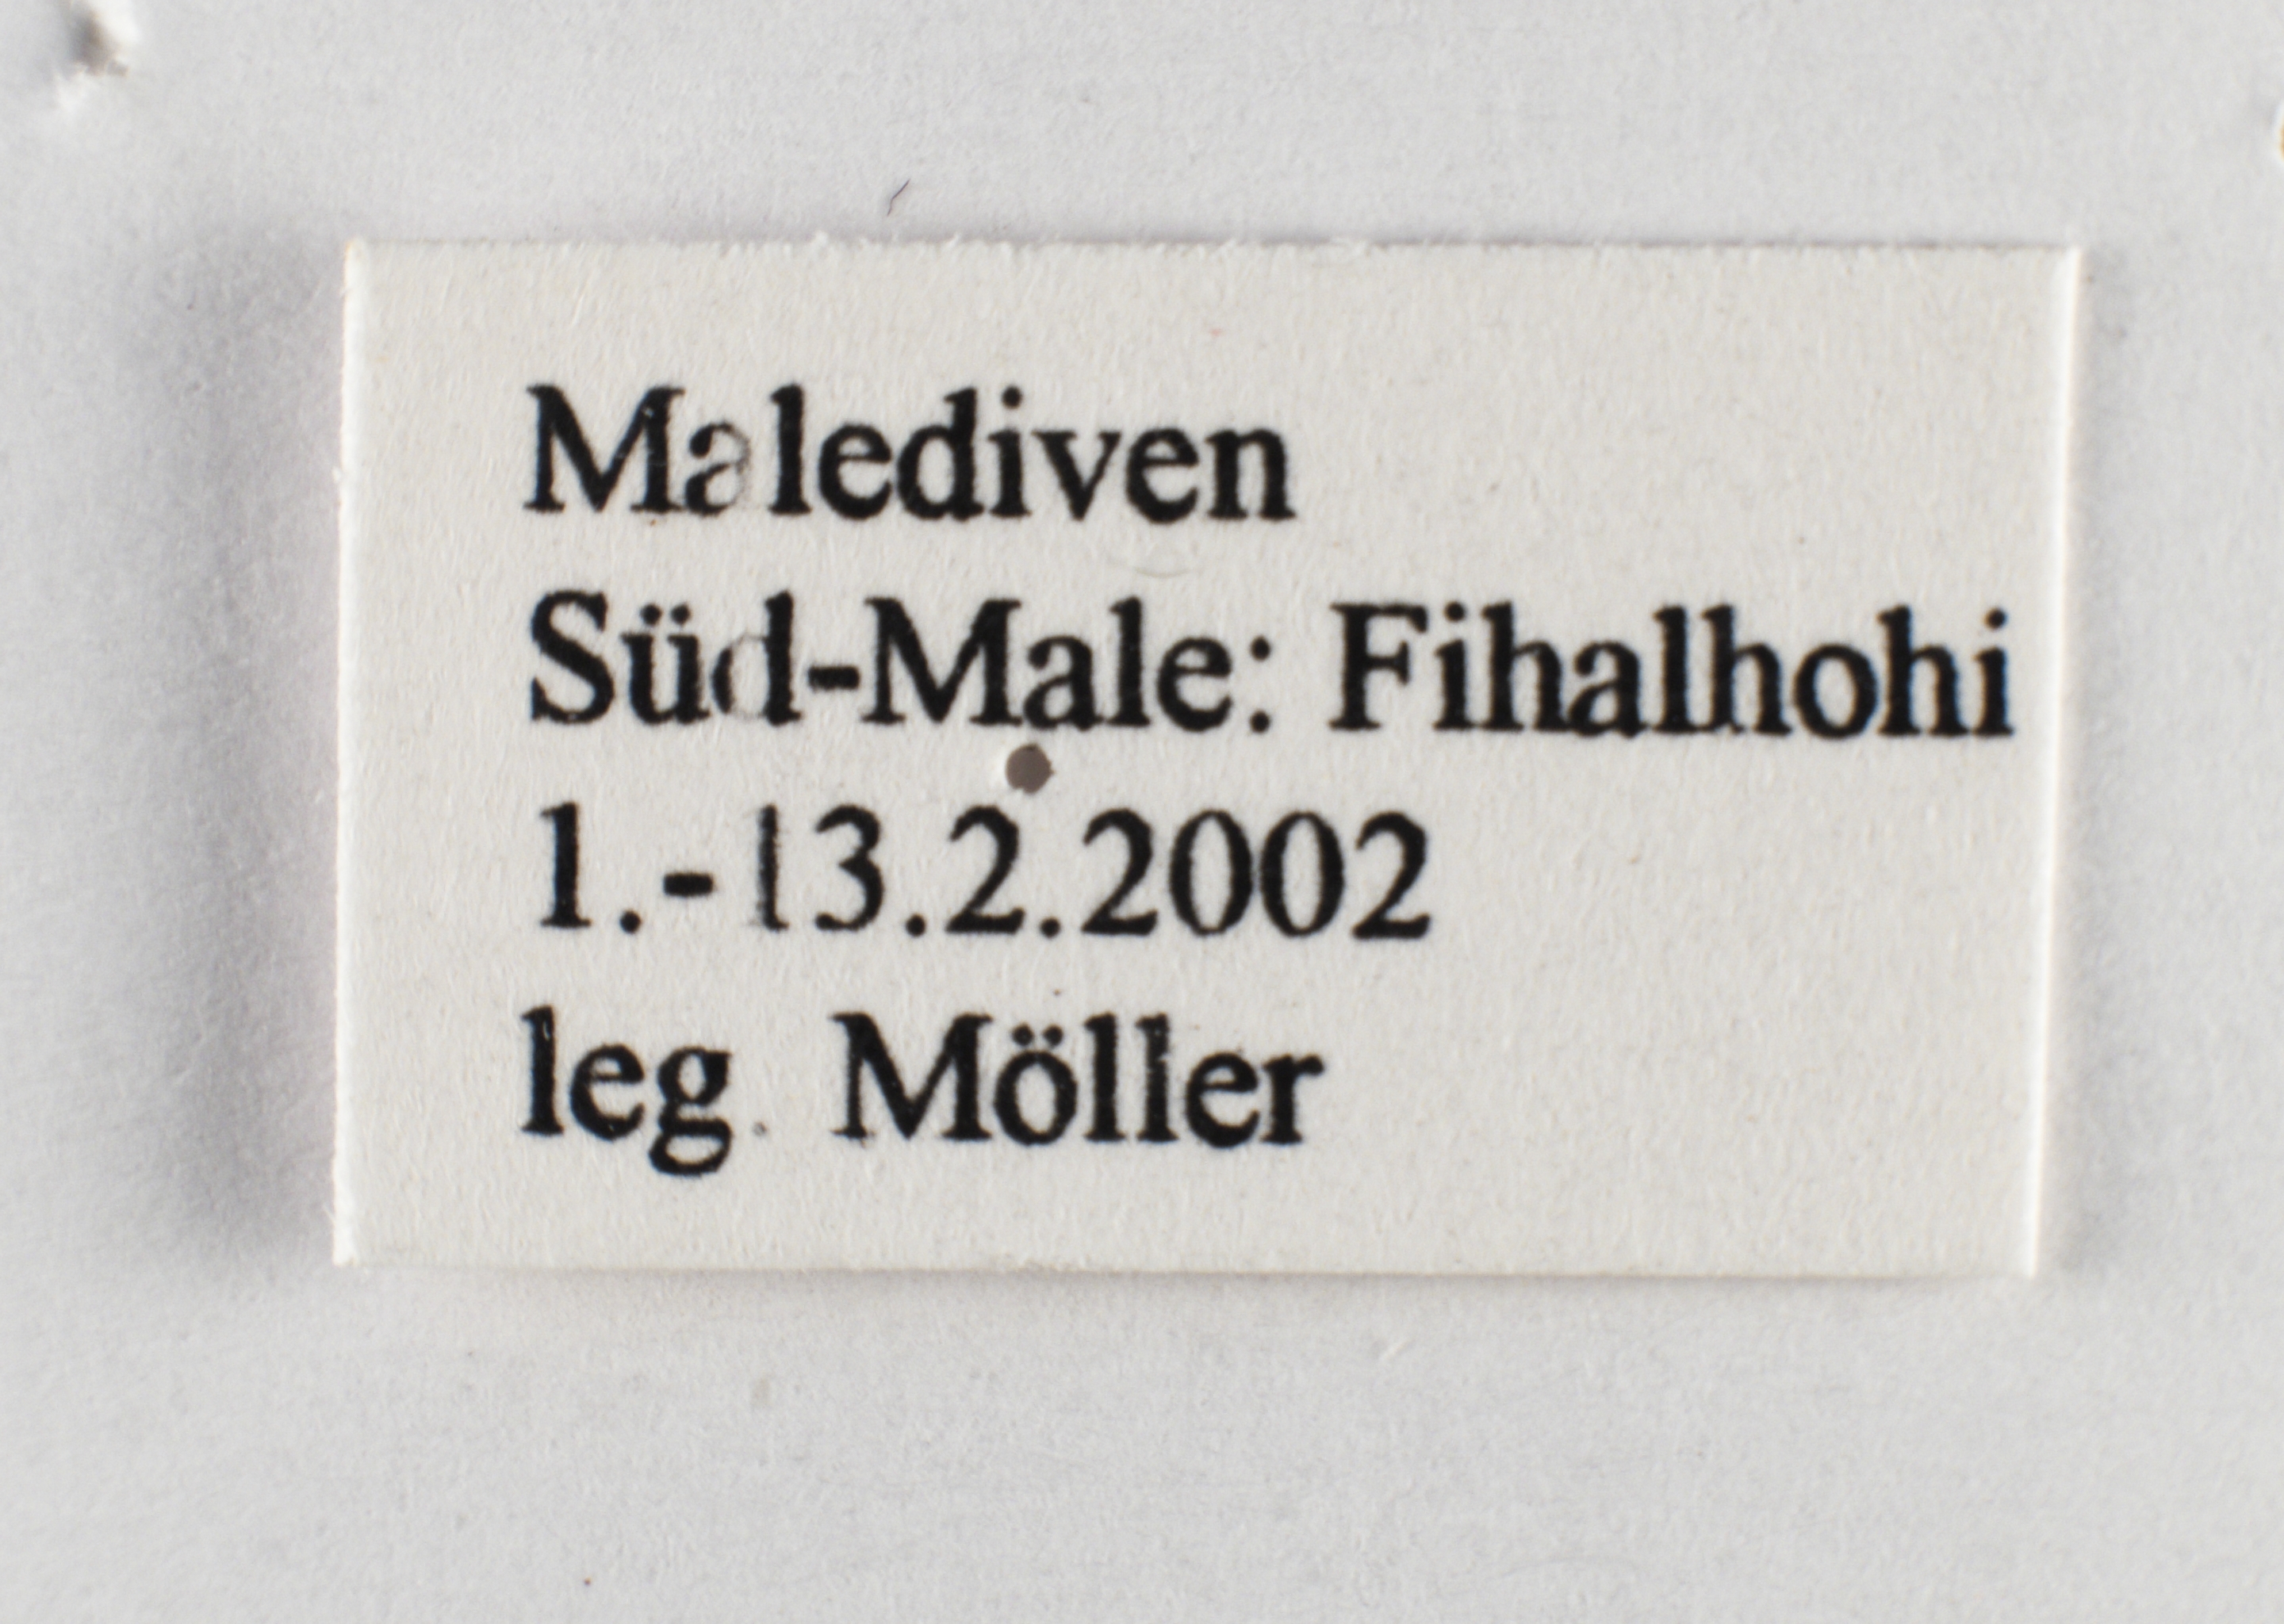 Malediven
Süd-Male: Fihalhohi
1.-13.2.2002
leg. Möller